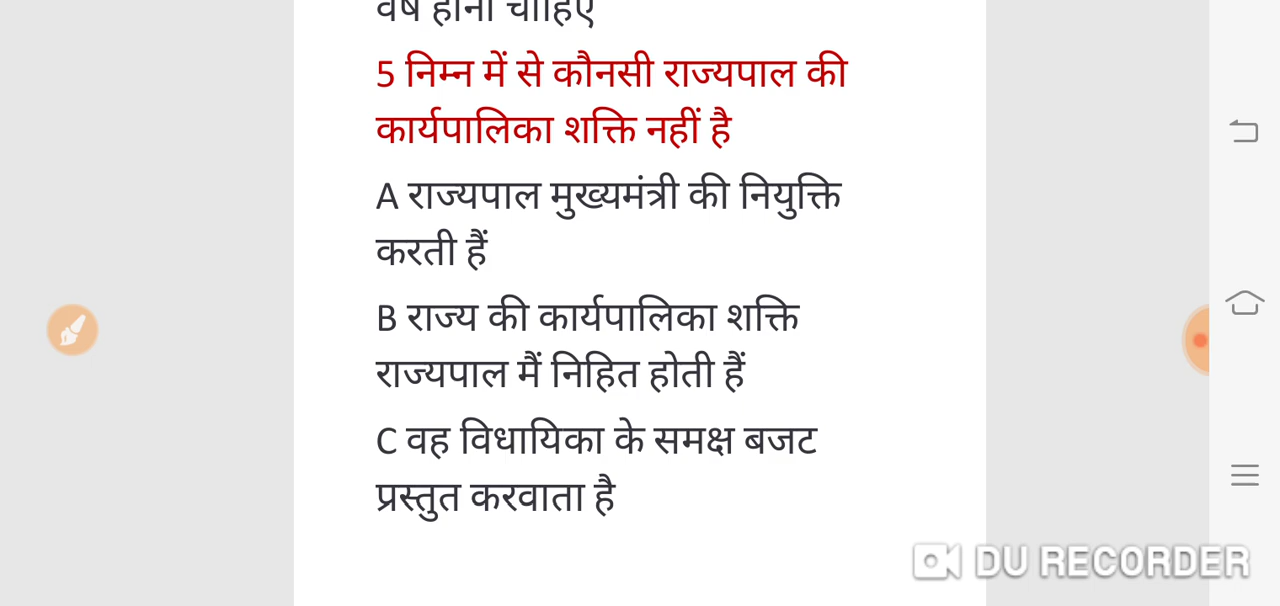 वर्ष होना चाहिए
5 निम्न में से कौनसी राज्यपाल की
कार्यपालिका शक्ति नहीं है
A राज्यपाल मुख्यमंत्री की नियुक्ति
करती हैं
B राज्य की कार्यपालिका शक्ति
राज्यपाल मैं निहित होती हैं
C वह विधायिका के समक्ष बजट
प्रस्तुत करवाता है
DU RECORDER